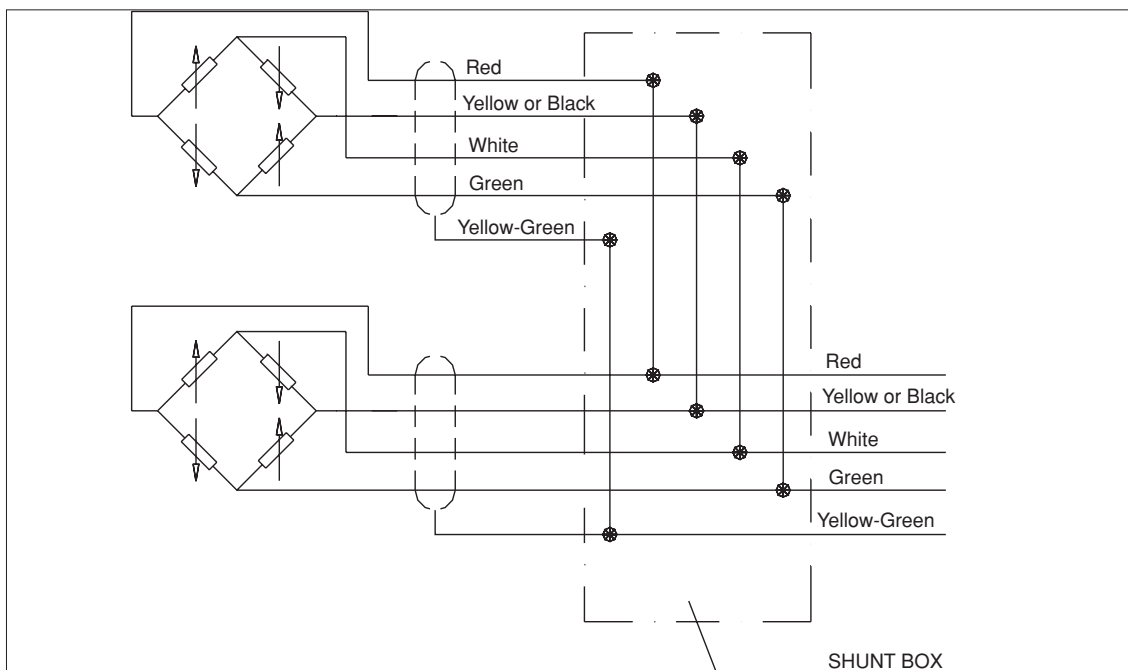 Red
Yellow or Black
White
Green
Yellow-Green
Red
Yellow or Black
White
Green
Yellow-Green
SHUNT BOX